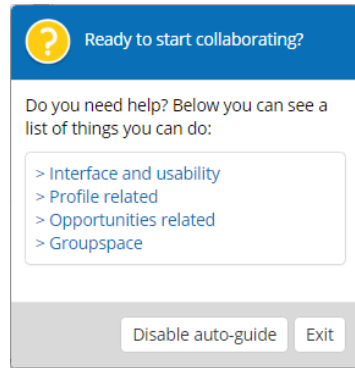 ?
Ready to start collaborating?
Do you need help? Below you can see a
list of things you can do:
> Interface and usability
> Profile related
> Opportunities related
> Groupspace
Disable auto-guide
Exit